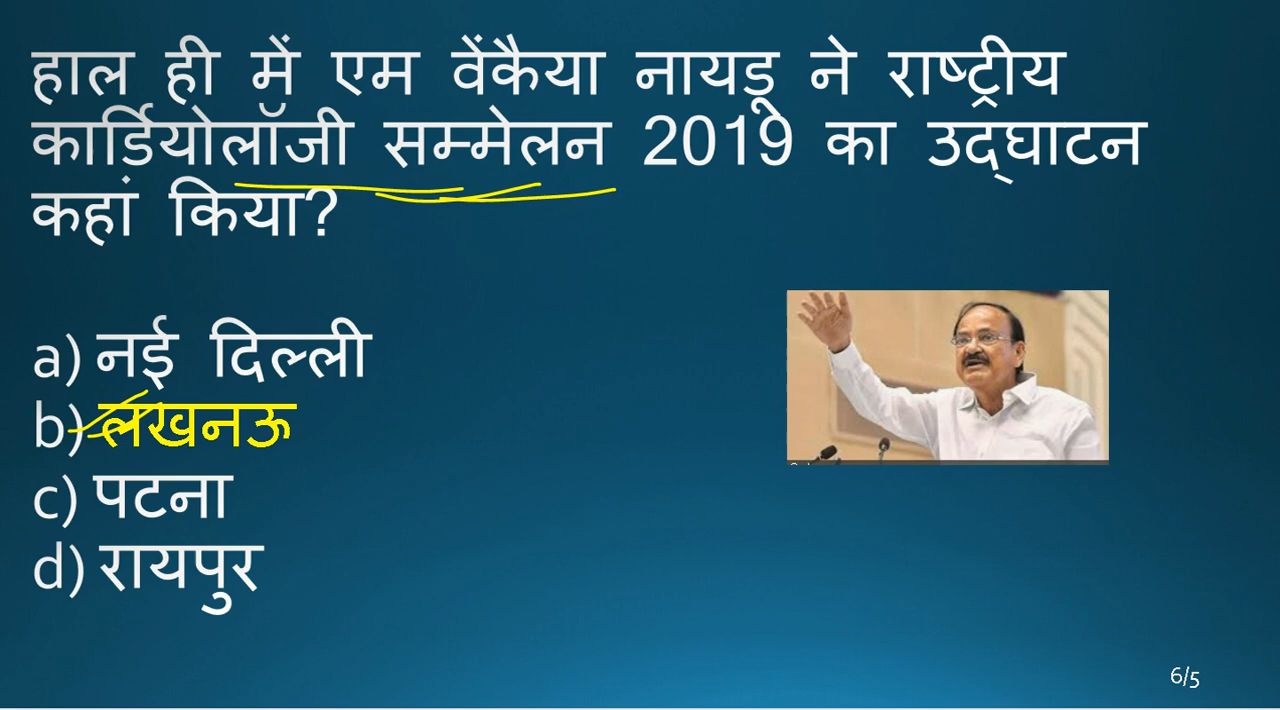 हाल ही में एम वेंकैया नायडू ने राष्ट्रीय
कार्डियोलॉजी सम्मेलन 2019 का उद्घाटन
कहां किया?
a) नई दिल्ली
b) लखनऊ
c) पटना
d) रायपुर
6/5